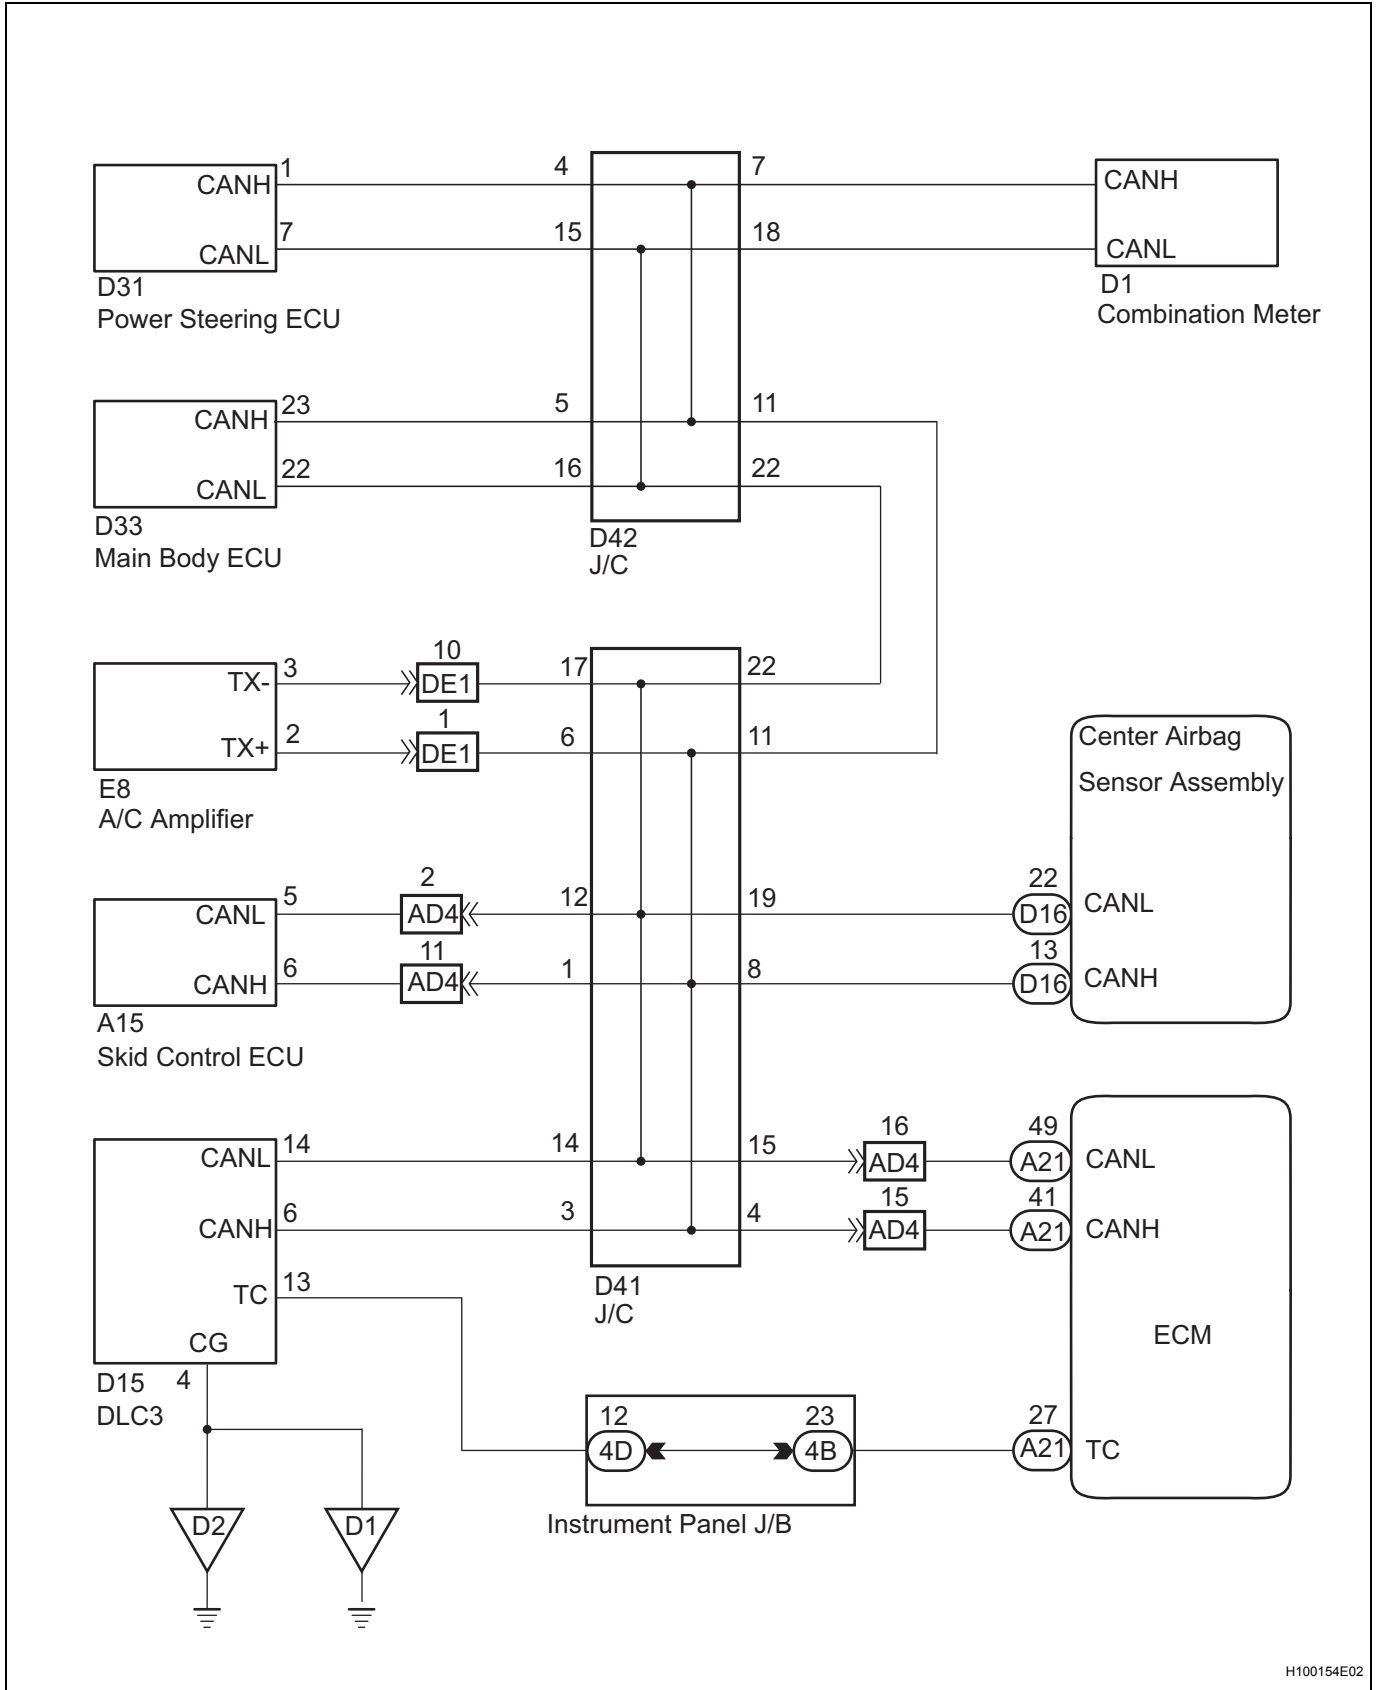 1
4
7
CANH
CANH
7
15
18
CANL
CANL
D31
Power Steering ECU
D1
Combination Meter
23
5
11
CANH
22
16
22
CANL
D33
Main Body ECU
D42
J/C
10
3
17
22
TX-
DE1
1
2
6
11
TX+
DE1
E8
A/C Amplifier
Center Airbag
Sensor Assembly
2
5
12
19
22
CANL
AD4
D16
CANL
11
6
1
8
13
CANH
AD4
D16
CANH
A15
Skid Control ECU
14
14
15
16
49
CANL
AD4
A21
CANL
6
3
4
15
41
CANH
AD4
A21
CANH
13
TC
D41
J/C
ECM
CG
4
D15
DLC3
12
23
27
4D
4B
A21
TC
Instrument Panel J/B
D2
D1
H100154E02